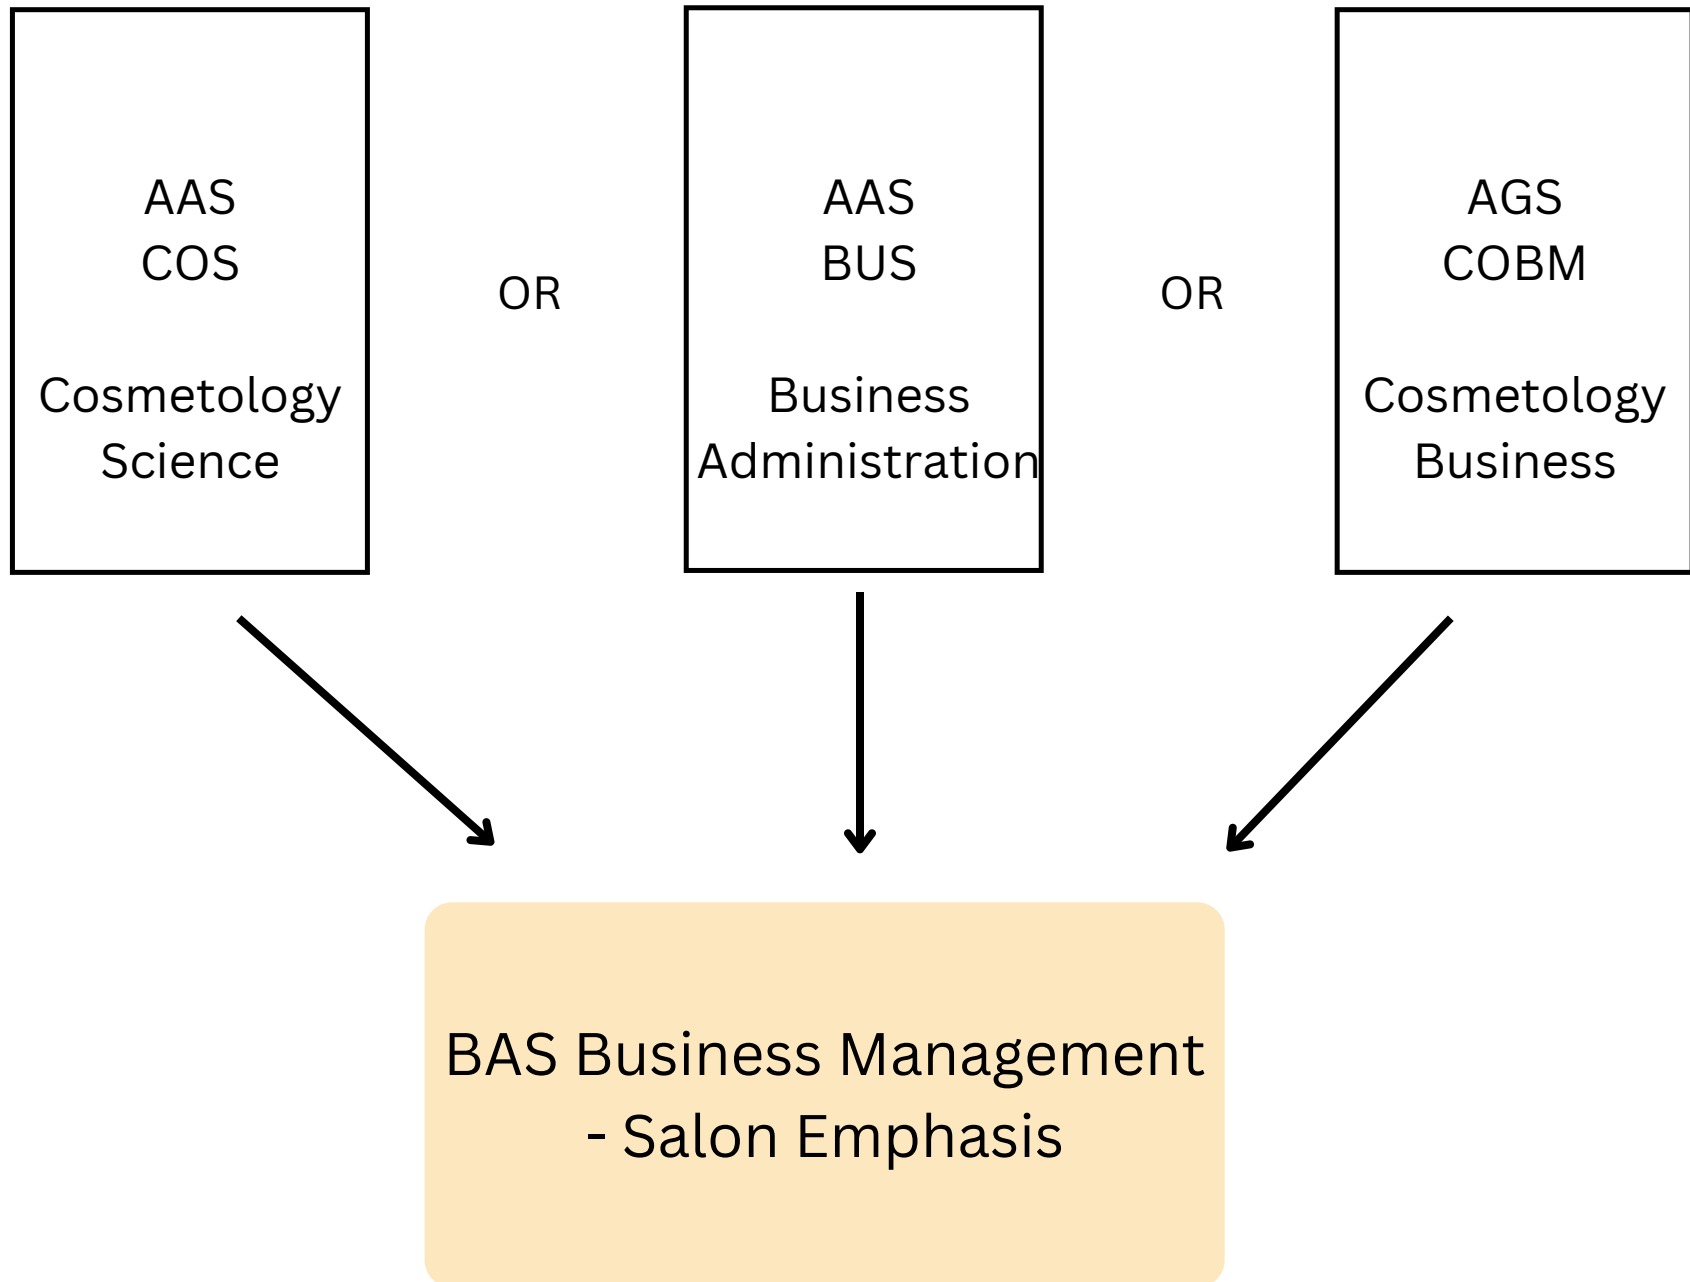 AAS
COS
Cosmetology
Science
OR
AAS
BUS
Business
Administration
OR
AGS
COBM
Cosmetology
Business
BAS Business Management
- Salon Emphasis